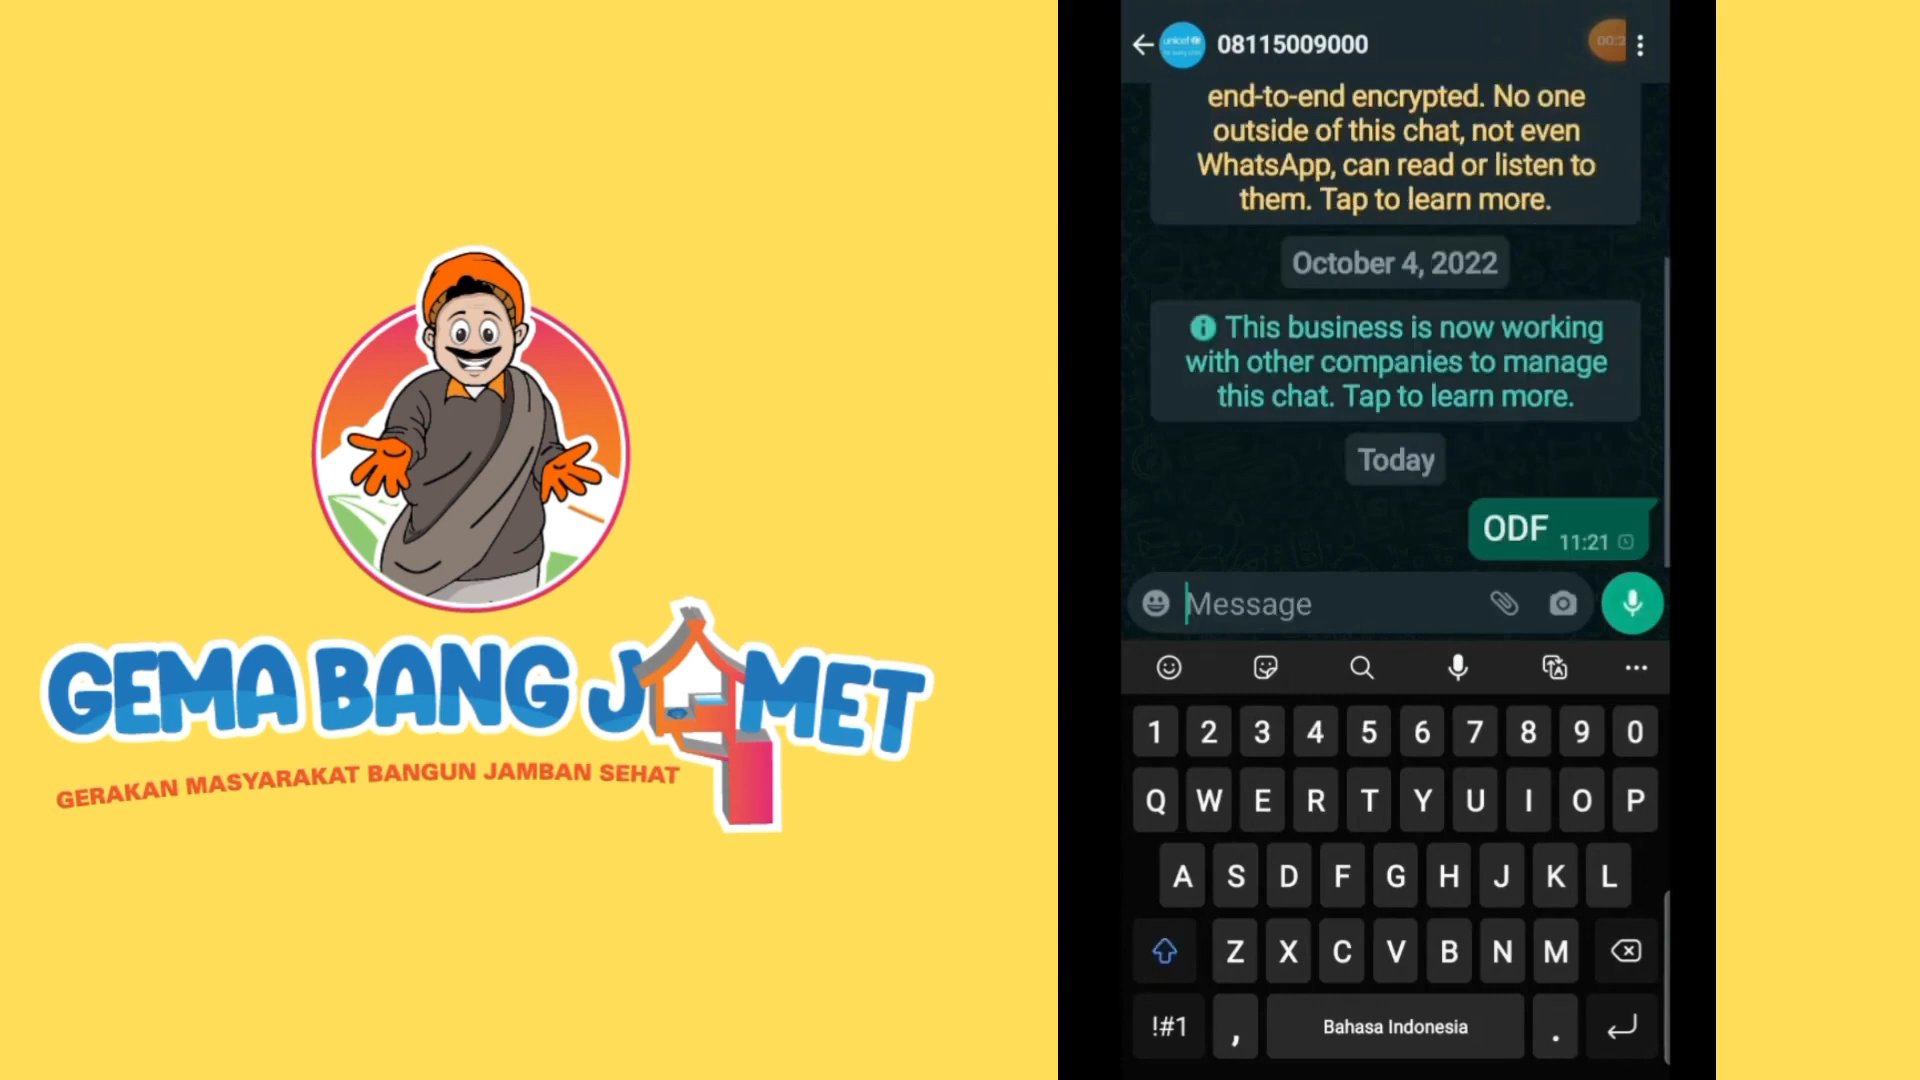 GEMA BANG JAMET
GERAKAN MASYARAKAT BANGUN JAMBAN SEHAT
unicef
08115009000
00:2
end-to-end encrypted. No one
outside of this chat, not even
WhatsApp, can read or listen to
them. Tap to learn more.
October 4, 2022
This business is now working
with other companies to manage
this chat. Tap to learn more.
Today
ODF 11:21
Message
1 2 3 4 5 6 7 8 9 0
Q W E R T Y U I O P
A S D F G H J K L
Z X C V B N M
!#1 , Bahasa Indonesia .